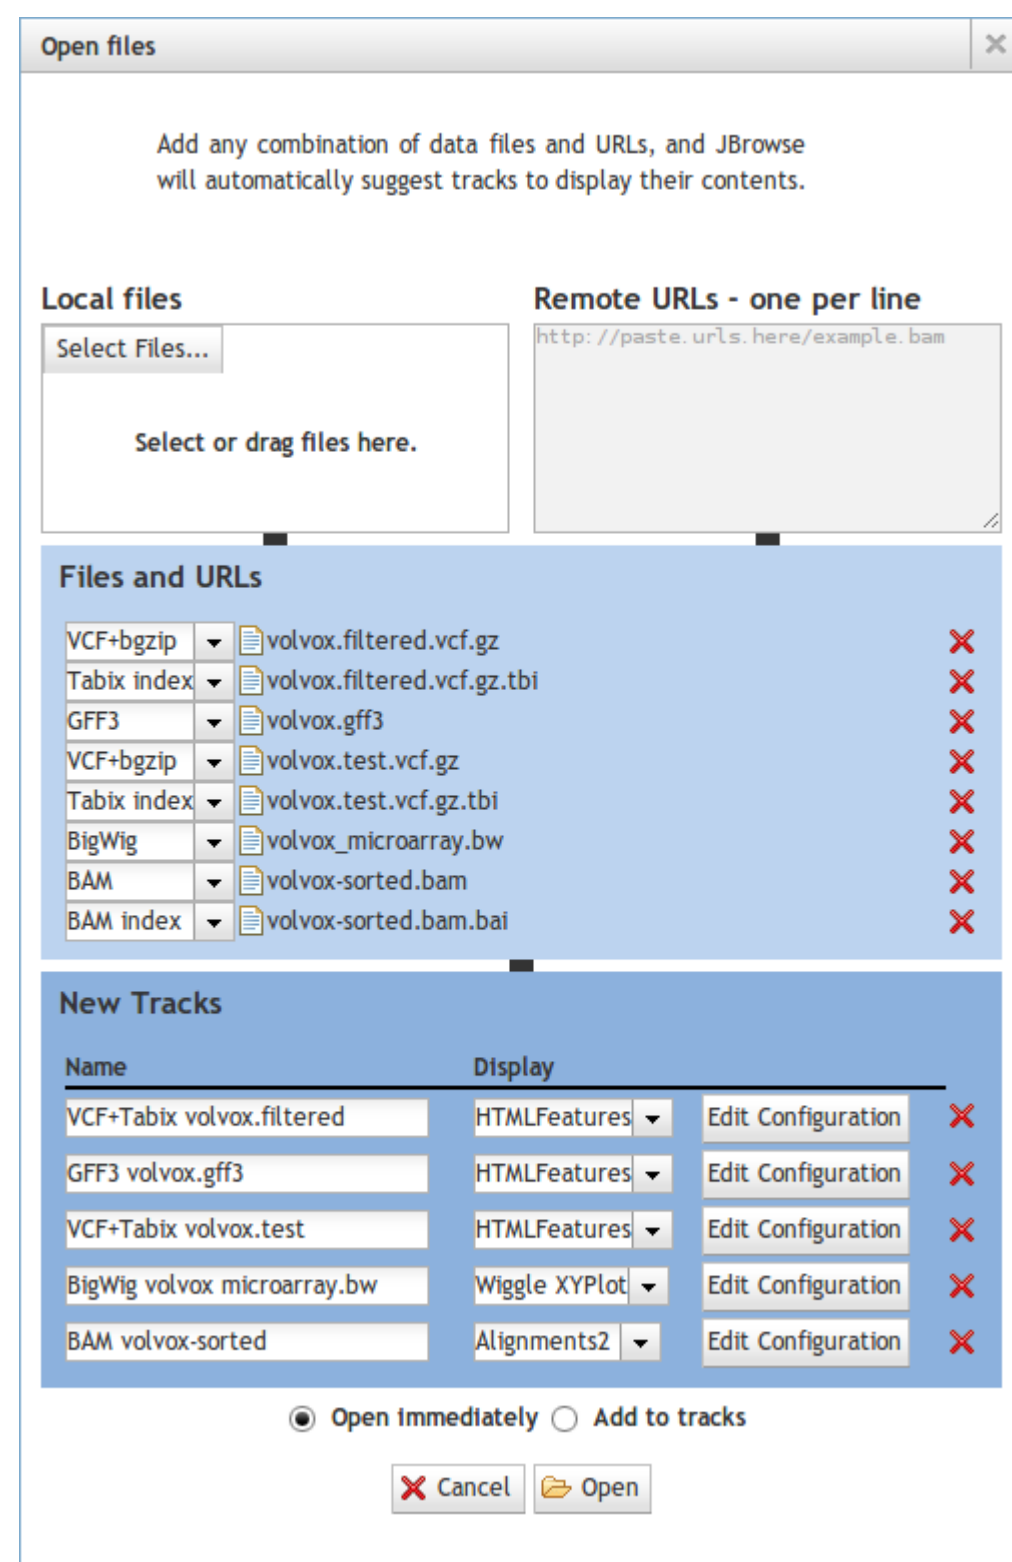 Open files
Add any combination of data files and URLs, and JBrowse
will automatically suggest tracks to display their contents.
Local files
Remote URLs - one per line
Select Files...
http://paste.urls.here/example.bam
Select or drag files here.
Files and URLs
VCF+bgzip volvox.filtered.vcf.gz
Tabix index volvox.filtered.vcf.gz.tbi
GFF3 volvox.gff3
VCF+bgzip volvox.test.vcf.gz
Tabix index volvox.test.vcf.gz.tbi
BigWig volvox_microarray.bw
BAM volvox-sorted.bam
BAM index volvox-sorted.bam.bai
New Tracks
Name Display
VCF+Tabix volvox.filtered HTMLFeatures Edit Configuration
GFF3 volvox.gff3 HTMLFeatures Edit Configuration
VCF+Tabix volvox.test HTMLFeatures Edit Configuration
BigWig volvox microarray.bw Wiggle XYPlot Edit Configuration
BAM volvox-sorted Alignments2 Edit Configuration
Open immediately Add to tracks
Cancel Open